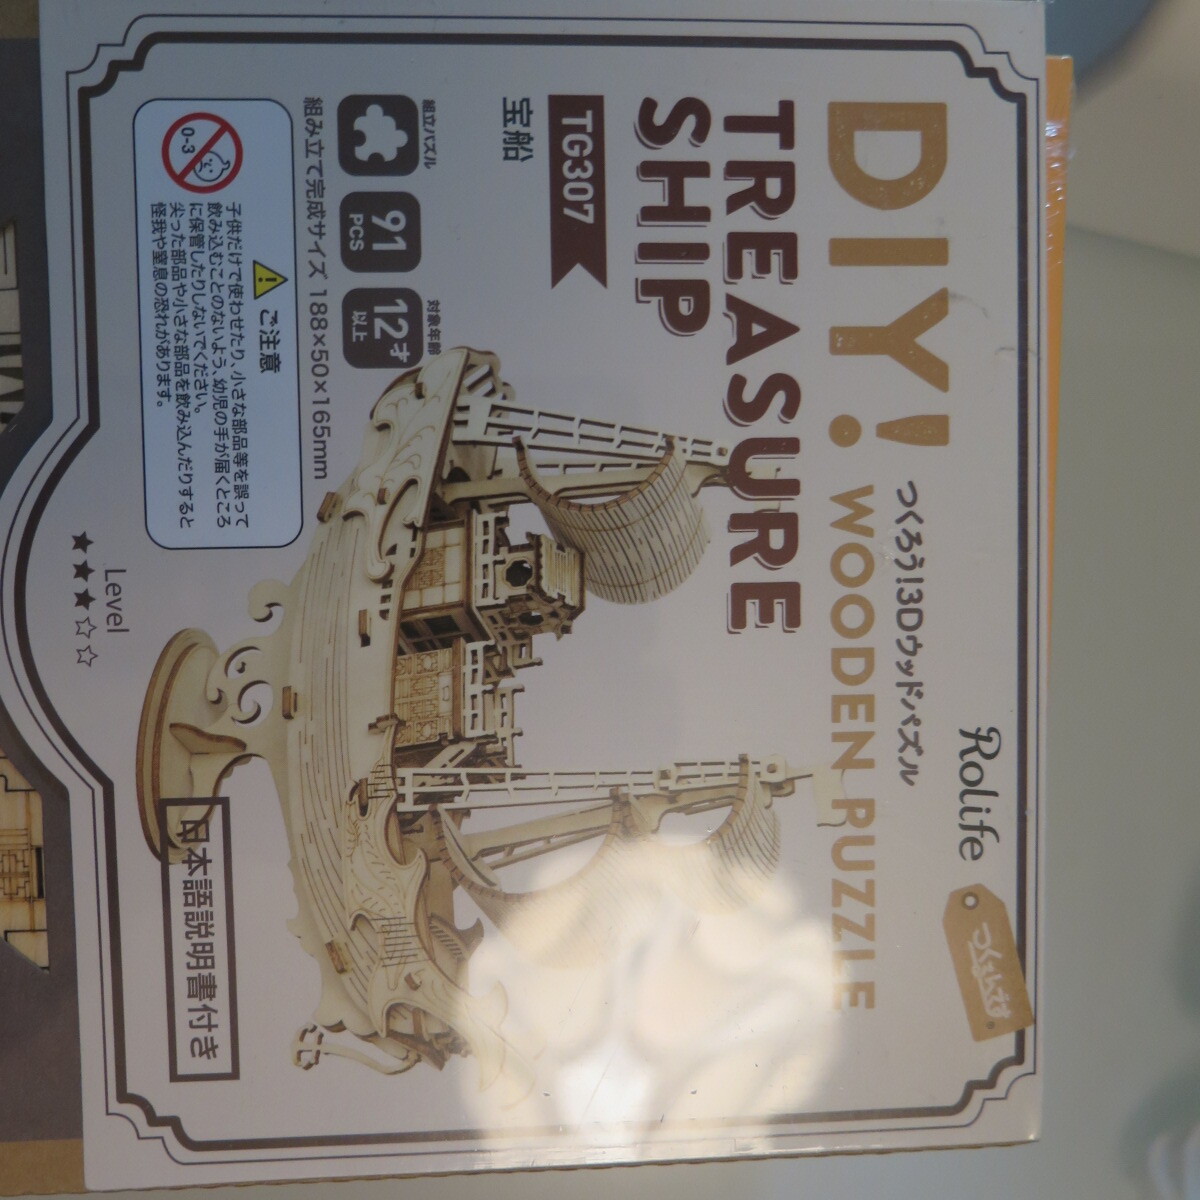 Rolife
つくるんです®
つくろう!3Dウッドパズル
DIY! WOODEN PUZZLE
TREASURE
SHIP
TG307
宝船
組立パズル
91
PCS
対象年齢
12才
以上
組み立て完成サイズ 188×50×165mm
ご注意
0-3
子供だけで使わせたり、小さな部品等を誤って
飲み込むことのないよう、幼児の手が届くところ
に保管したりしないでください。
尖った部品や小さな部品を飲み込んだりすると
怪我や窒息の恐れがあります。
Level
★★★☆☆
日本語説明書付き